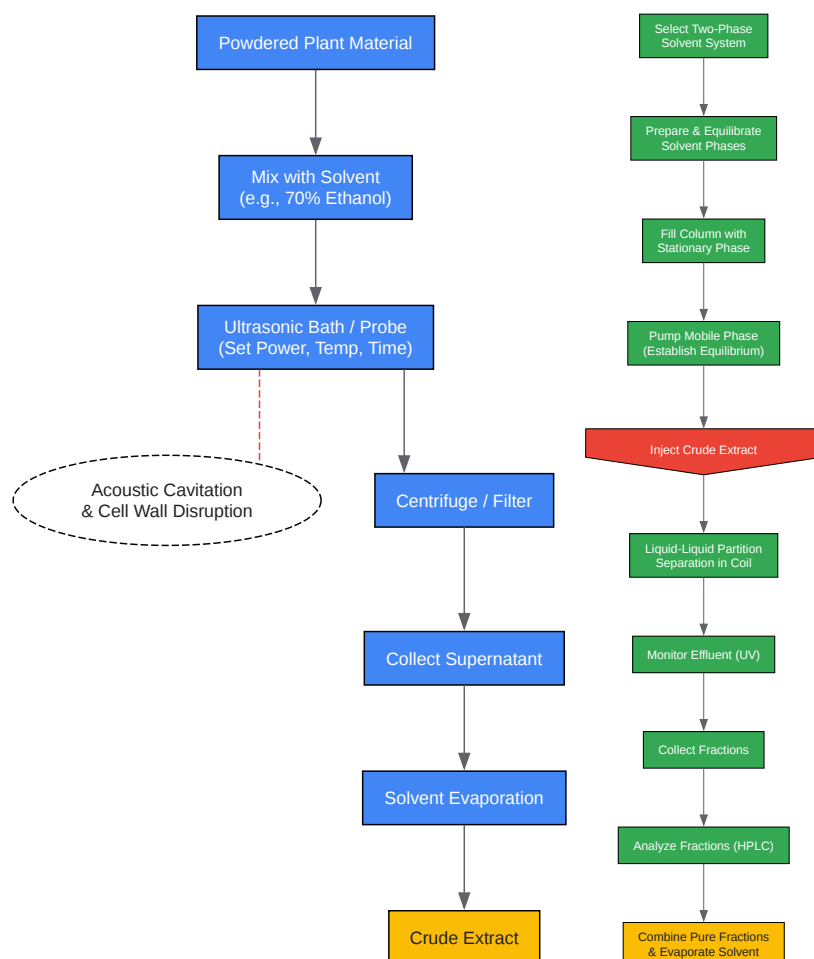 Powdered Plant Material
Mix with Solvent
(e.g., 70% Ethanol)
Ultrasonic Bath / Probe
(Set Power, Temp, Time)
Acoustic Cavitation
& Cell Wall Disruption
Centrifuge / Filter
Collect Supernatant
Solvent Evaporation
Crude Extract
Select Two-Phase
Solvent System
Prepare & Equilibrate
Solvent Phases
Fill Column with
Stationary Phase
Pump Mobile Phase
(Establish Equilibrium)
Inject Crude Extract
Liquid-Liquid Partition
Separation in Coil
Monitor Effluent (UV)
Collect Fractions
Analyze Fractions (HPLC)
Combine Pure Fractions
& Evaporate Solvent